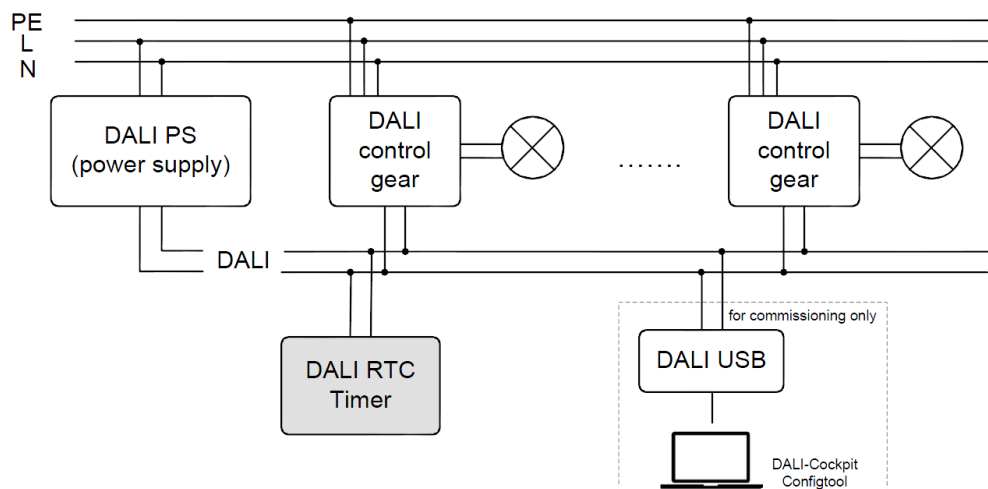 PE
L
N
DALI PS
(power supply)
DALI
control
gear
.......
DALI
control
gear
DALI
for commissioning only
DALI RTC
Timer
DALI USB
DALI-Cockpit
Configtool